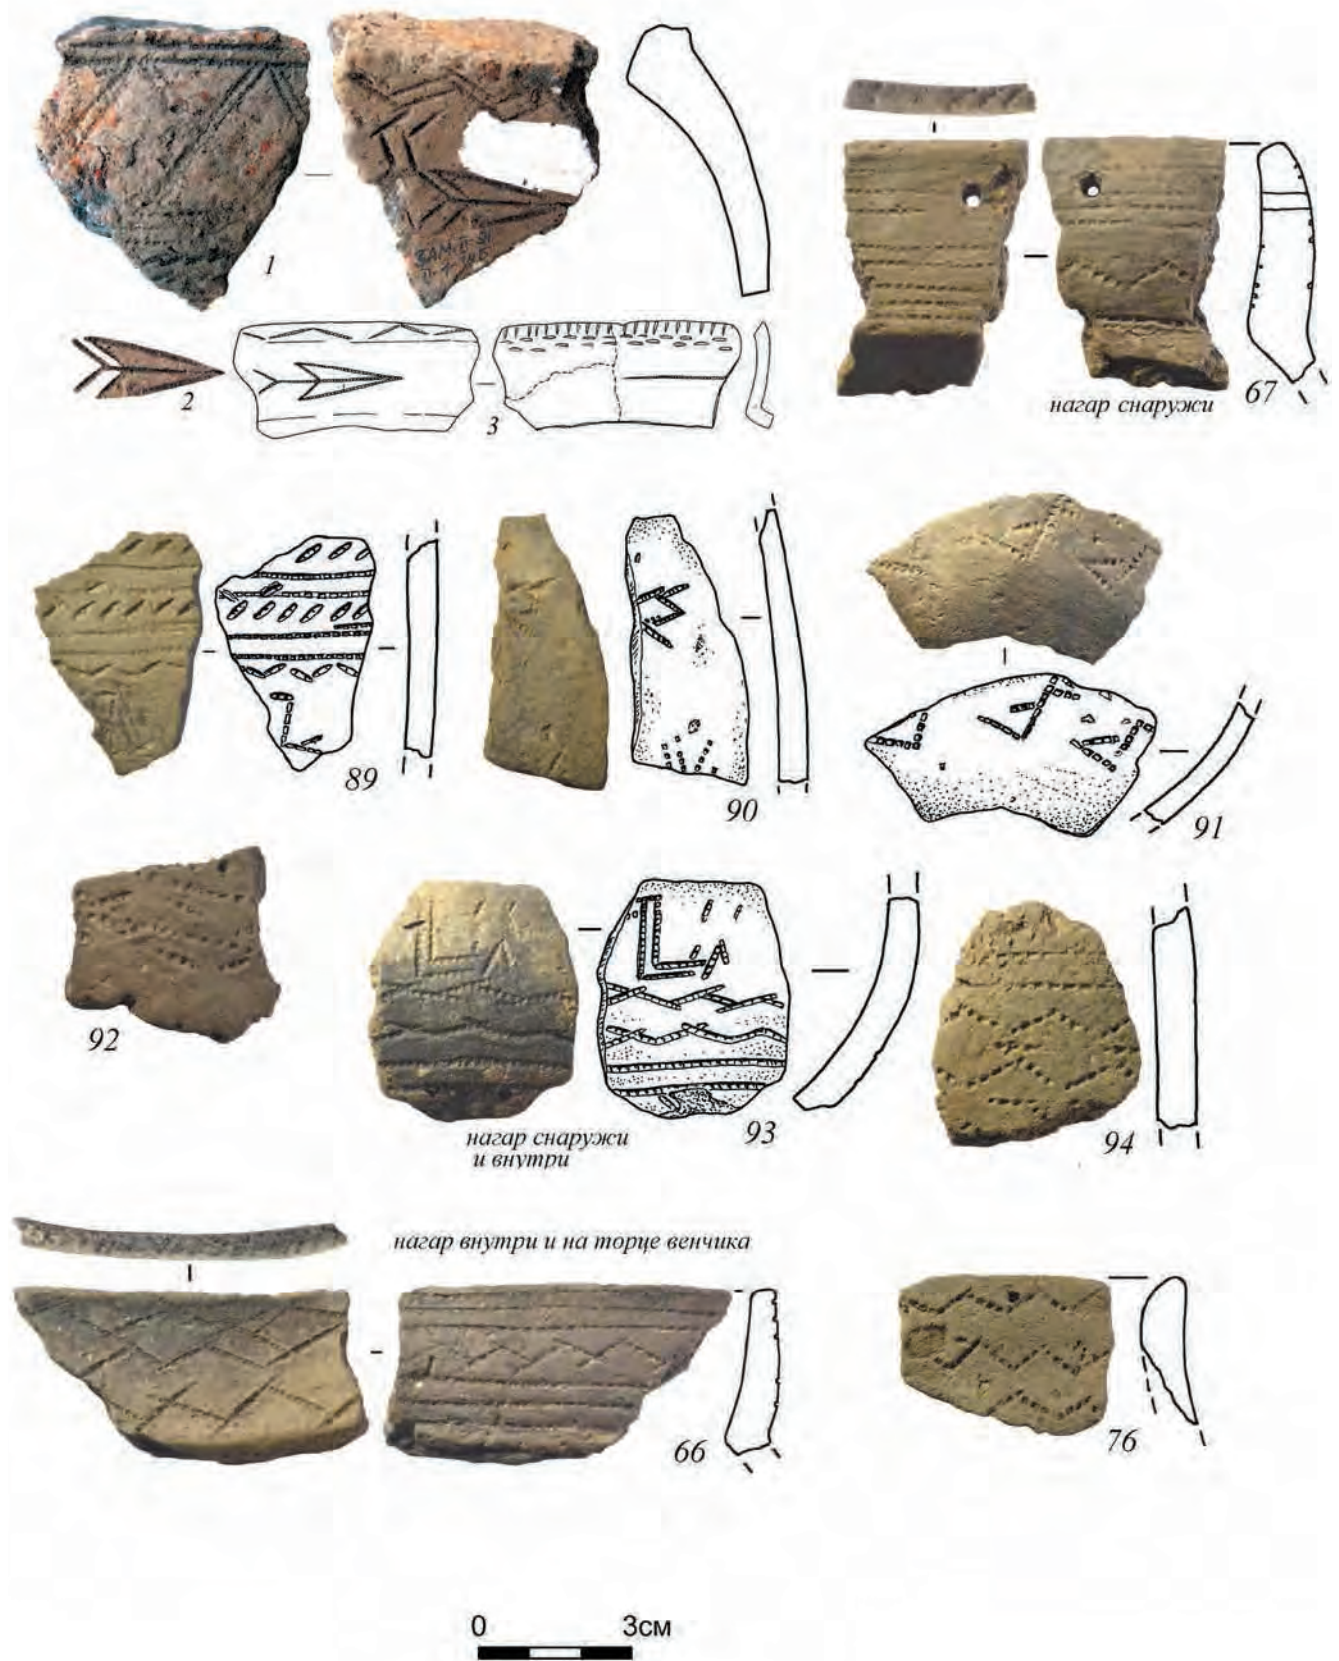 1
2
3
нагар снаружи
67
89
90
91
92
нагар снаружи
и внутри
93
94
нагар внутри и на торце венчика
66
76
0 3см